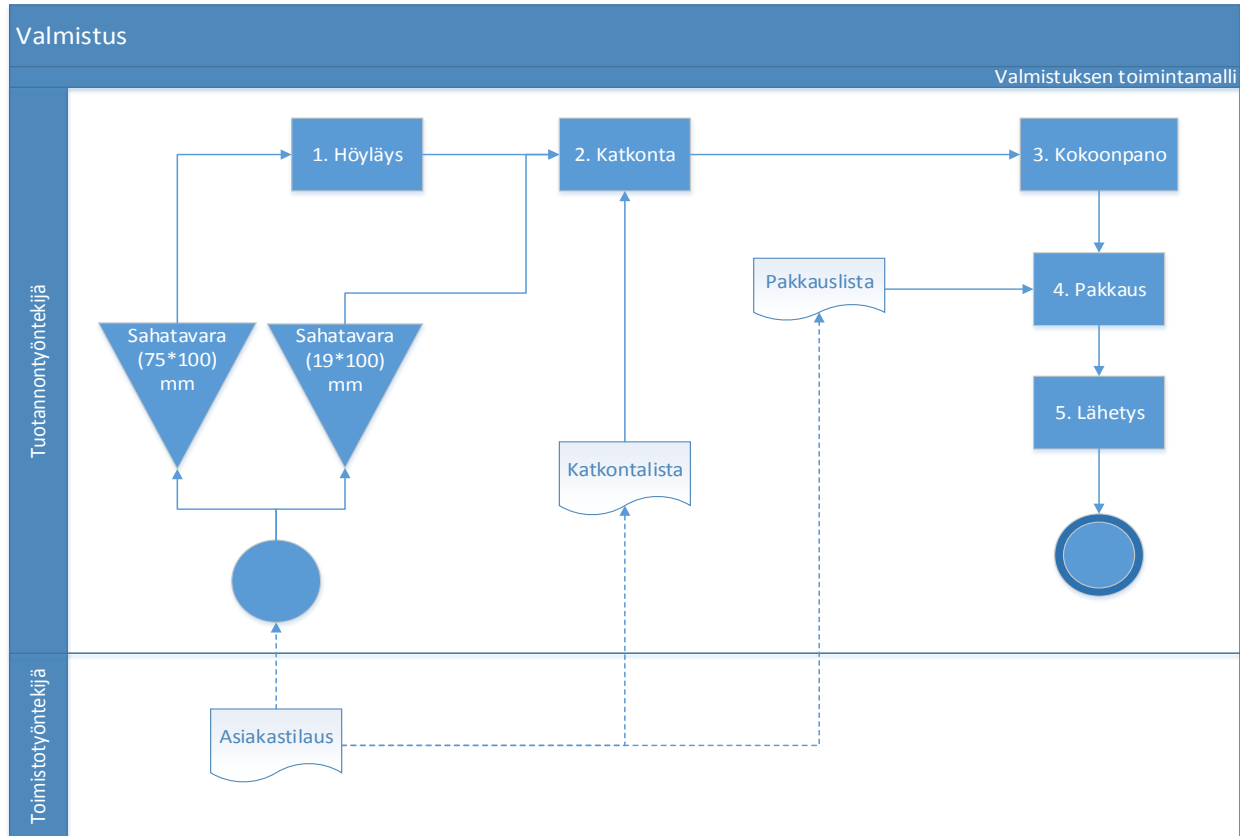 Valmistus
Valmistuksen toimintamalli
Tuotannontyöntekijä
1. Höyläys
2. Katkonta
3. Kokoonpano
Pakkauslista
4. Pakkaus
Sahatavara
(75*100)
mm
Sahatavara
(19*100)
mm
5. Lähetys
Katkontalista
Toimistotyöntekijä
Asiakastilaus